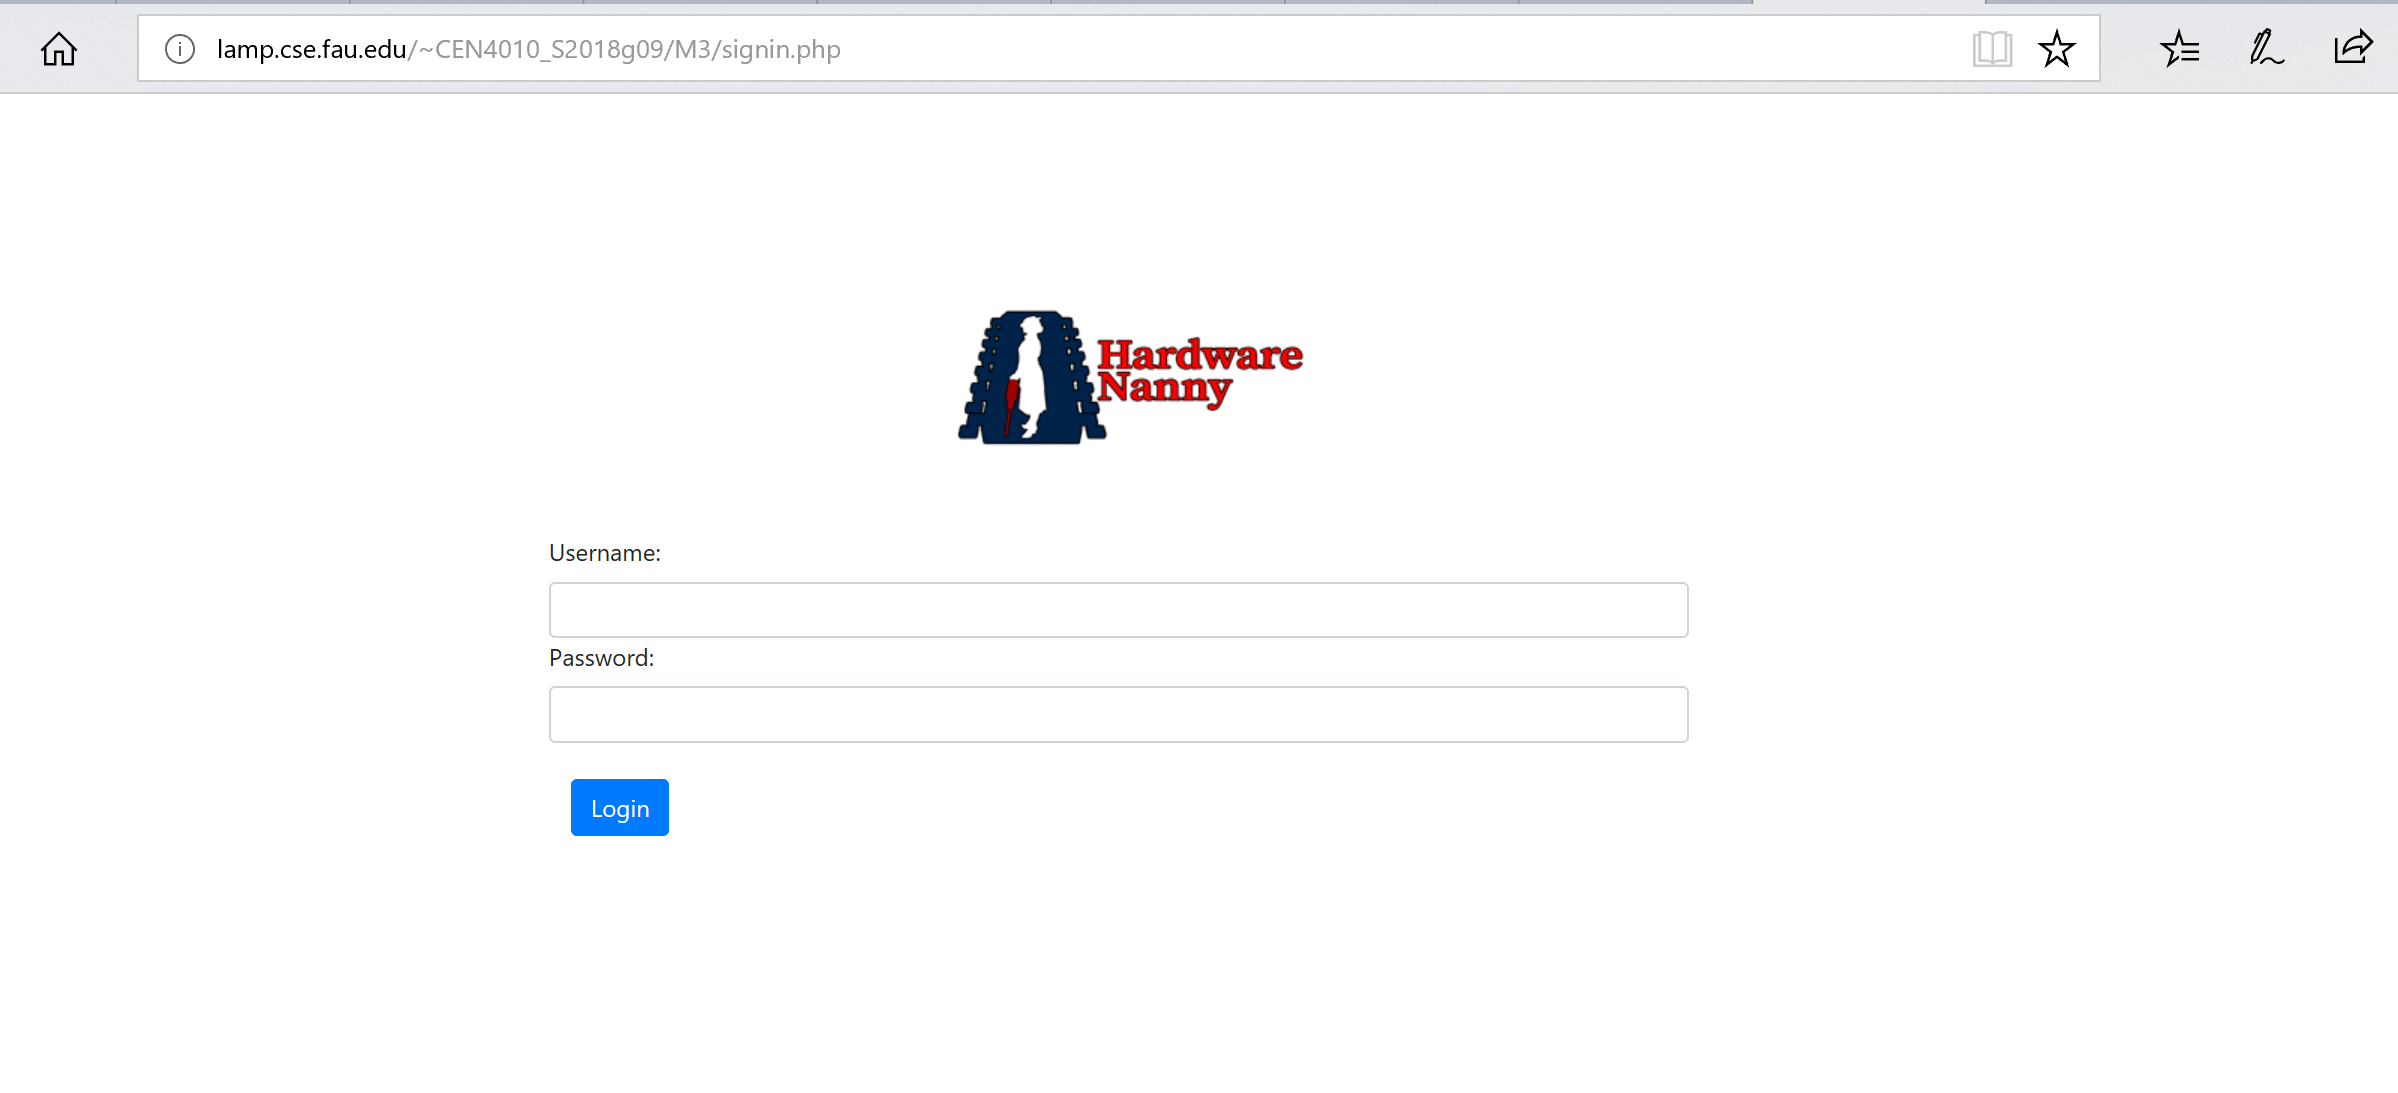 lamp.cse.fau.edu/~CEN4010_S2018g09/M3/signin.php
Hardware
Nanny
Username:
Password:
Login